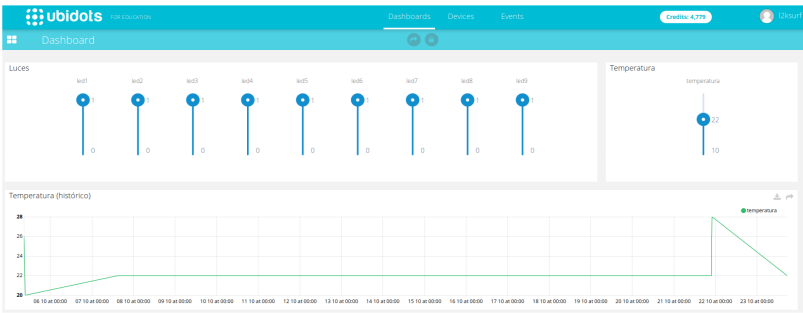 ubidots FOR EDUCATION Dashboards Devices Events Credits: 4,779 i2ksurf
Dashboard
Luces
led1 led2 led3 led4 led5 led6 led7 led8 led9
1 1 1 1 1 1 1 1 1
0 0 0 0 0 0 0 0 0
Temperatura
temperatura
22
10
Temperatura (histórico)
temperatura
28
26
24
22
20
06 10 at 00:00 07 10 at 00:00 08 10 at 00:00 09 10 at 00:00 10 10 at 00:00 11 10 at 00:00 12 10 at 00:00 13 10 at 00:00 14 10 at 00:00 15 10 at 00:00 16 10 at 00:00 17 10 at 00:00 18 10 at 00:00 19 10 at 00:00 20 10 at 00:00 21 10 at 00:00 22 10 at 00:00 23 10 at 00:00